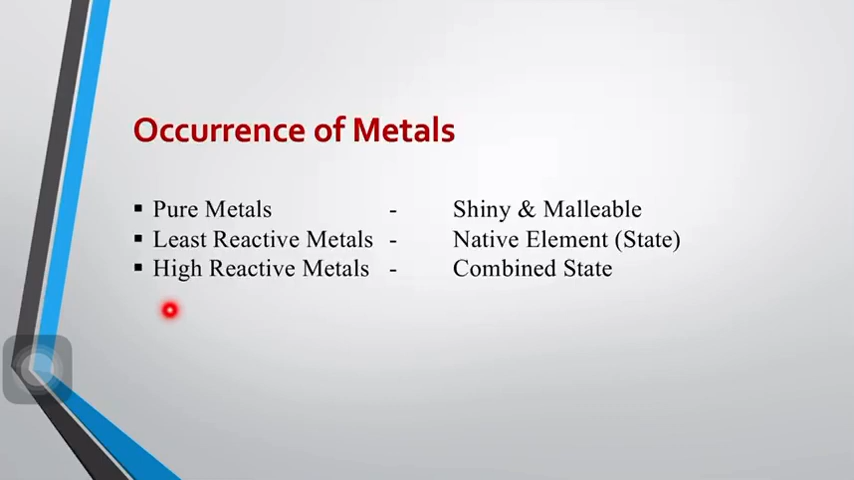 Occurrence of Metals
▪ Pure Metals - Shiny & Malleable
▪ Least Reactive Metals - Native Element (State)
▪ High Reactive Metals - Combined State